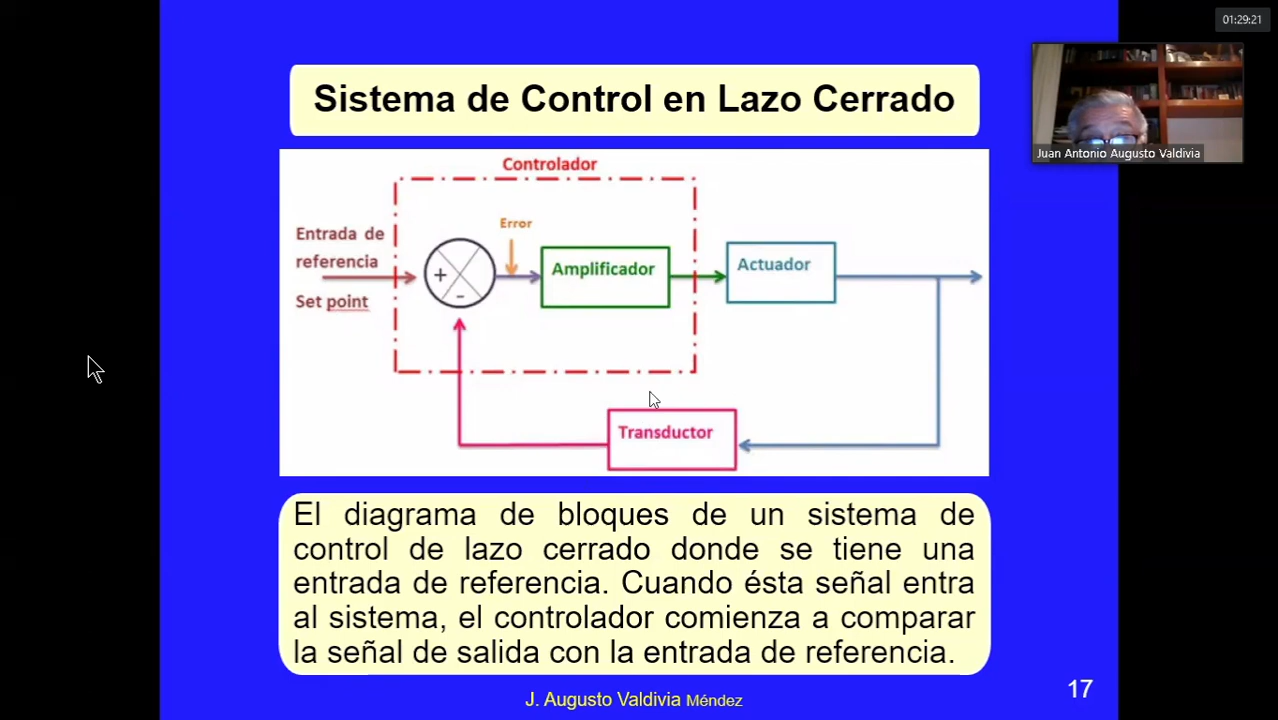 01:29:21
Sistema de Control en Lazo Cerrado
Juan Antonio Augusto Valdivia
Controlador
Error
Entrada de
referencia
Set point
+
-
Amplificador
Actuador
Transductor
El diagrama de bloques de un sistema de
control de lazo cerrado donde se tiene una
entrada de referencia. Cuando ésta señal entra
al sistema, el controlador comienza a comparar
la señal de salida con la entrada de referencia.
J. Augusto Valdivia Méndez
17